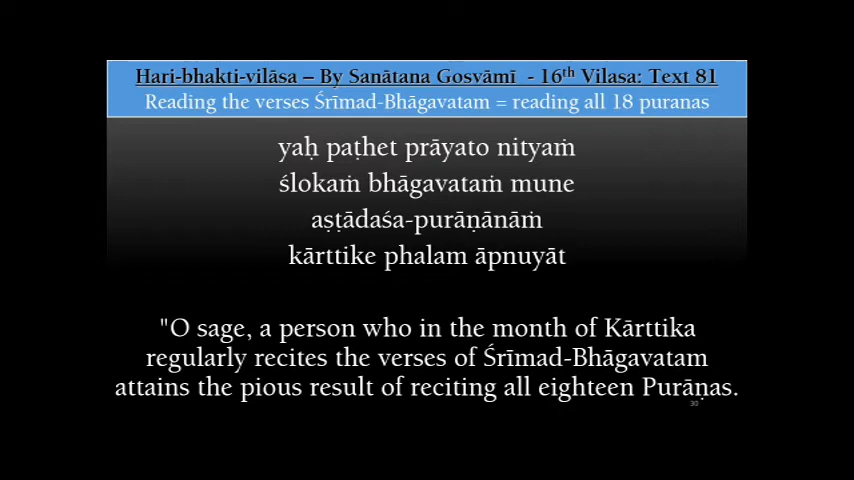 Hari-bhakti-vilāsa – By Sanātana Gosvāmī - 16th Vilasa: Text 81
Reading the verses Śrīmad-Bhāgavatam = reading all 18 puranas
yaḥ paṭhet prāyato nityaṁ
ślokaṁ bhāgavataṁ mune
aṣṭādaśa-purāṇānāṁ
kārttike phalam āpnuyāt
"O sage, a person who in the month of Kārttika
regularly recites the verses of Śrīmad-Bhāgavatam
attains the pious result of reciting all eighteen Purāṇas.
30